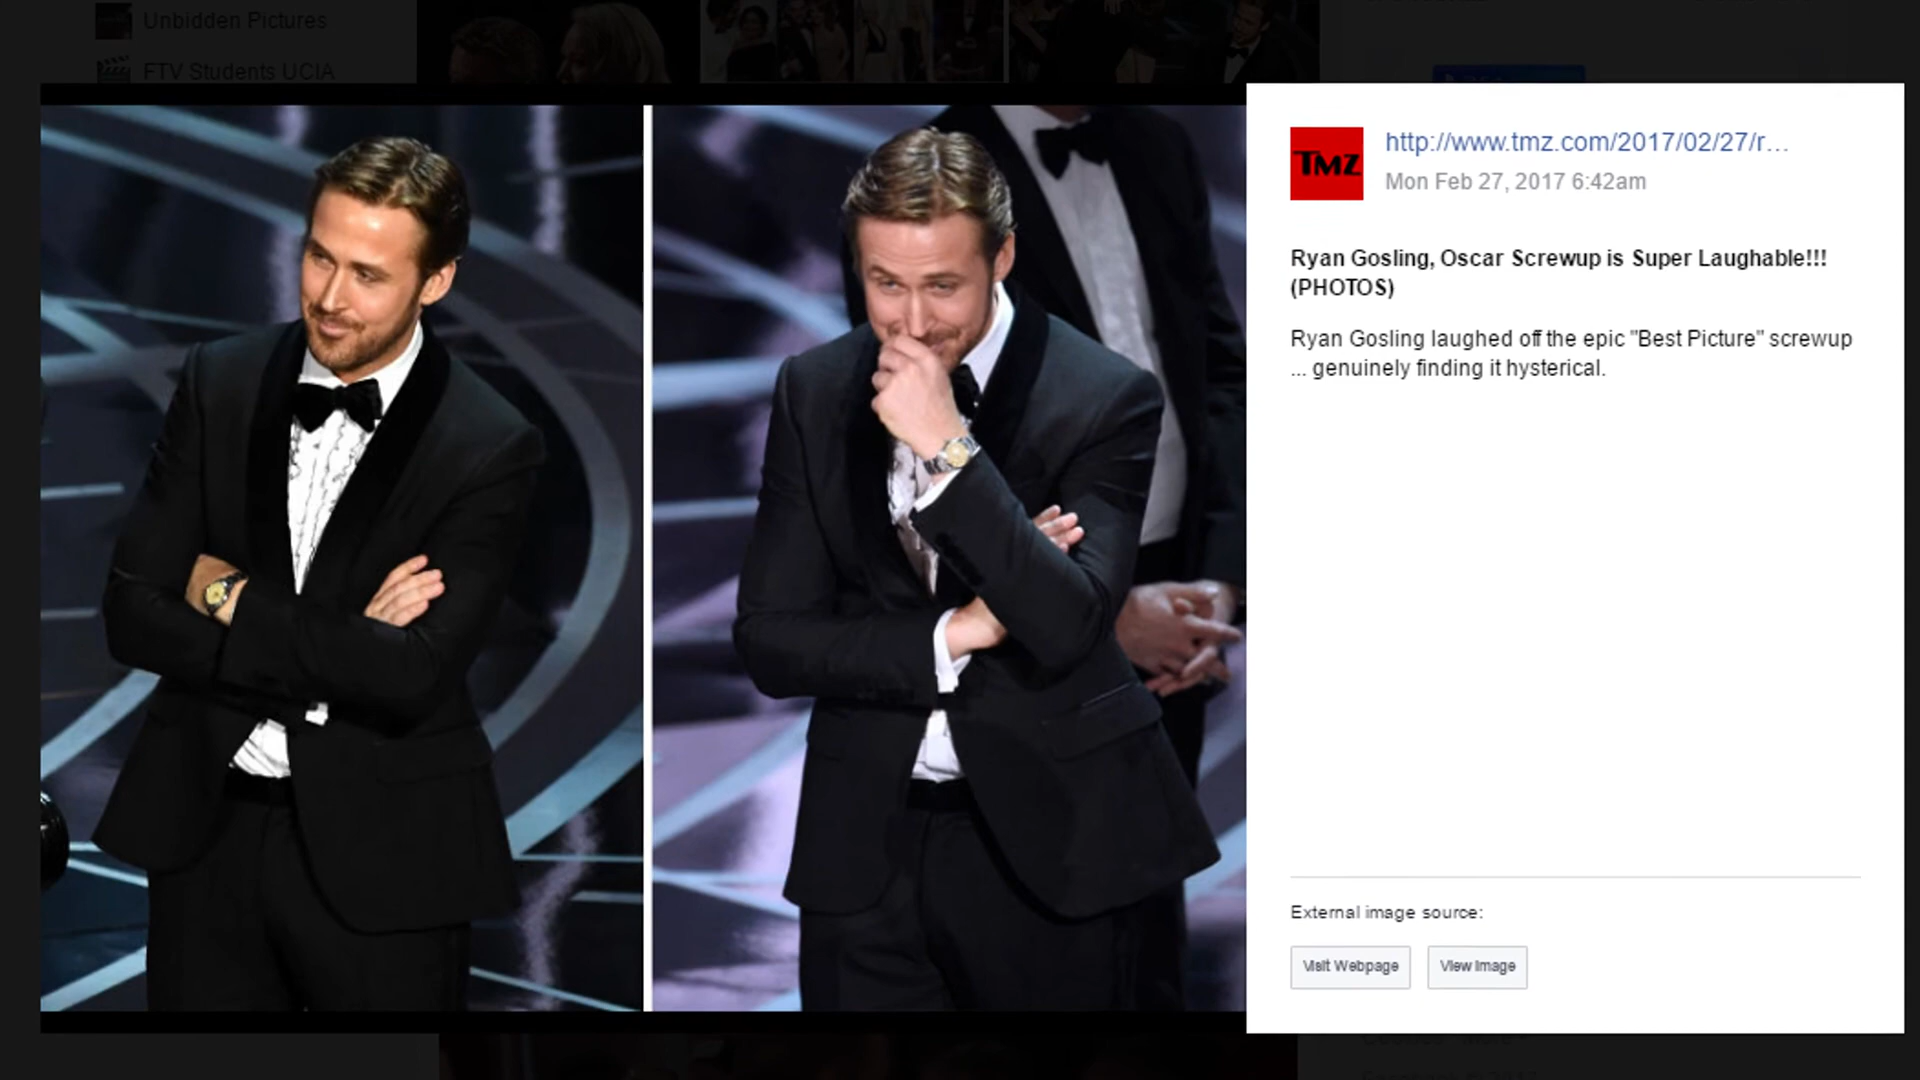 Unbidden Pictures
FTV Students UCIA
TMZ
http://www.tmz.com/2017/02/27/r...
Mon Feb 27, 2017 6:42am
Ryan Gosling, Oscar Screwup is Super Laughable!!!
(PHOTOS)
Ryan Gosling laughed off the epic "Best Picture" screwup
... genuinely finding it hysterical.
External image source:
Visit Webpage
View Image